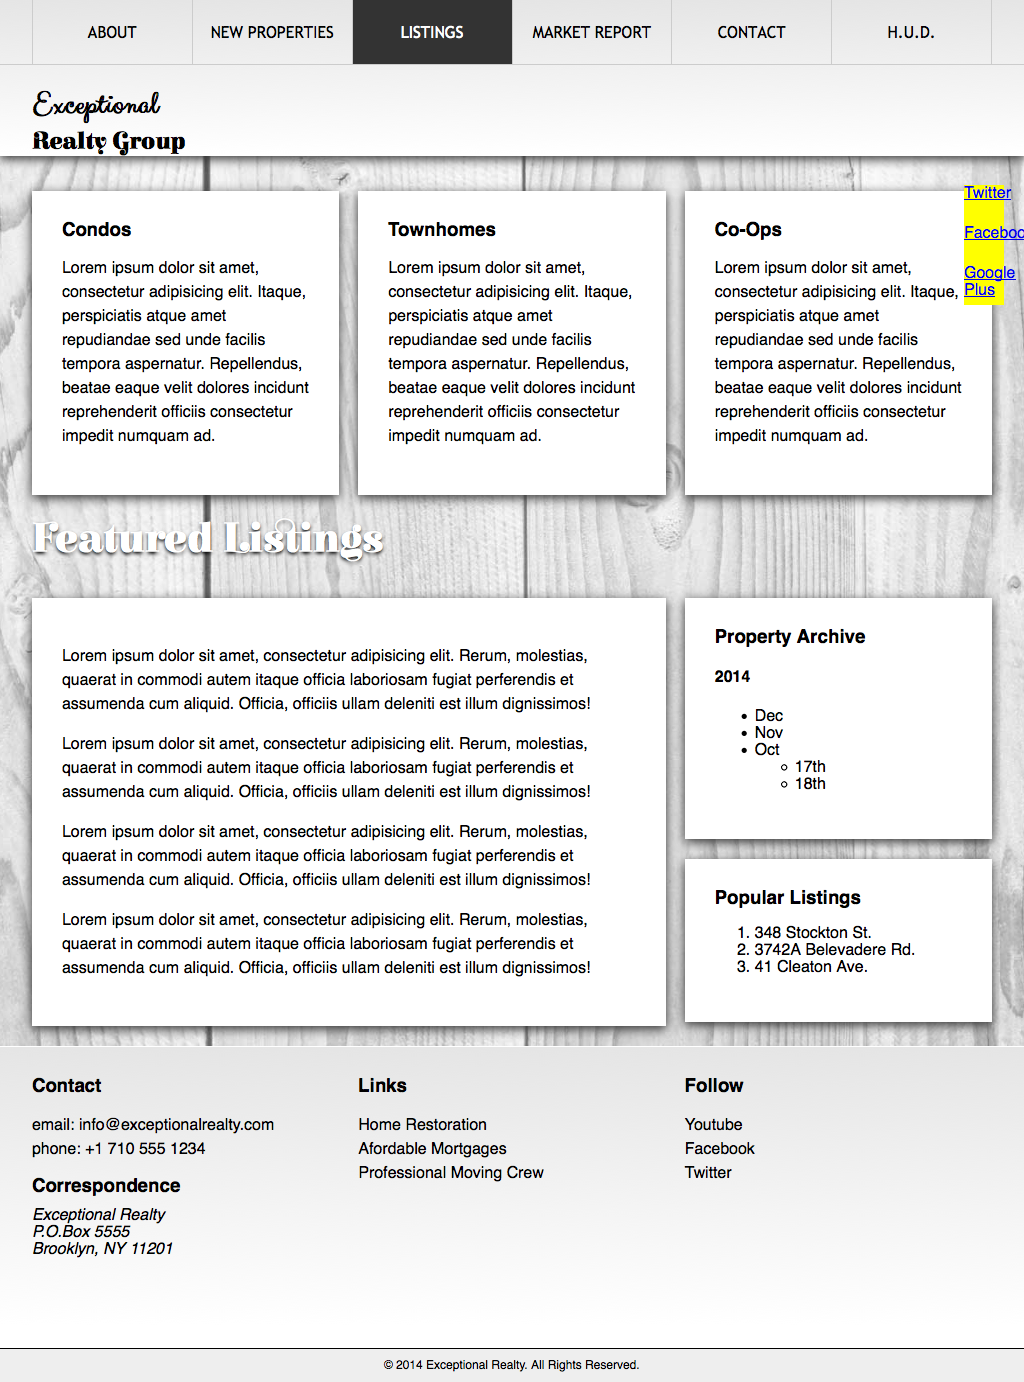 ABOUT
NEW PROPERTIES
LISTINGS
MARKET REPORT
CONTACT
H.U.D.
Exceptional
Realty Group
Twitter
Faceboo
Google
Plus
Condos
Lorem ipsum dolor sit amet,
consectetur adipisicing elit. Itaque,
perspiciatis atque amet
repudiandae sed unde facilis
tempora aspernatur. Repellendus,
beatae eaque velit dolores incidunt
reprehenderit officiis consectetur
impedit numquam ad.
Townhomes
Lorem ipsum dolor sit amet,
consectetur adipisicing elit. Itaque,
perspiciatis atque amet
repudiandae sed unde facilis
tempora aspernatur. Repellendus,
beatae eaque velit dolores incidunt
reprehenderit officiis consectetur
impedit numquam ad.
Co-Ops
Lorem ipsum dolor sit amet,
consectetur adipisicing elit. Itaque,
perspiciatis atque amet
repudiandae sed unde facilis
tempora aspernatur. Repellendus,
beatae eaque velit dolores incidunt
reprehenderit officiis consectetur
impedit numquam ad.
Featured Listings
Lorem ipsum dolor sit amet, consectetur adipisicing elit. Rerum, molestias,
quaerat in commodi autem itaque officia laboriosam fugiat perferendis et
assumenda cum aliquid. Officia, officiis ullam deleniti est illum dignissimos!
Lorem ipsum dolor sit amet, consectetur adipisicing elit. Rerum, molestias,
quaerat in commodi autem itaque officia laboriosam fugiat perferendis et
assumenda cum aliquid. Officia, officiis ullam deleniti est illum dignissimos!
Lorem ipsum dolor sit amet, consectetur adipisicing elit. Rerum, molestias,
quaerat in commodi autem itaque officia laboriosam fugiat perferendis et
assumenda cum aliquid. Officia, officiis ullam deleniti est illum dignissimos!
Lorem ipsum dolor sit amet, consectetur adipisicing elit. Rerum, molestias,
quaerat in commodi autem itaque officia laboriosam fugiat perferendis et
assumenda cum aliquid. Officia, officiis ullam deleniti est illum dignissimos!
Property Archive
2014
• Dec
• Nov
• Oct
◦ 17th
◦ 18th
Popular Listings
1. 348 Stockton St.
2. 3742A Belevadere Rd.
3. 41 Cleaton Ave.
Contact
email: info@exceptionalrealty.com
phone: +1 710 555 1234
Correspondence
Exceptional Realty
P.O.Box 5555
Brooklyn, NY 11201
Links
Home Restoration
Afordable Mortgages
Professional Moving Crew
Follow
Youtube
Facebook
Twitter
© 2014 Exceptional Realty. All Rights Reserved.